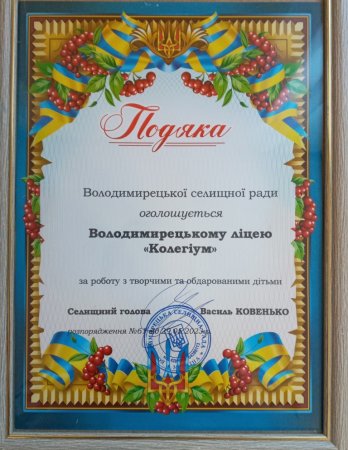 Подяка
Володимирецької селищної ради
оголошується
Володимирецькому ліцею
«Колегіум»
за роботу з творчими та обдарованими дітьми
Селищний голова Василь КОВЕНЬКО
розпорядження